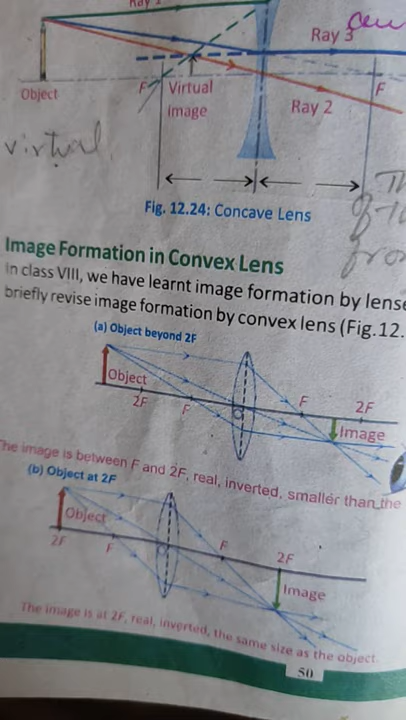 Ray 1
Ray 3
Object
F
Virtual
image
Ray 2
F
virtual
Fig. 12.24: Concave Lens
Image Formation in Convex Lens
In class VIII, we have learnt image formation by lense
briefly revise image formation by convex lens (Fig.12.
(a) Object beyond 2F
Object
2F
F
F
2F
Image
The image is between F and 2F, real, inverted, smaller than the
(b) Object at 2F
Object
2F
F
F
2F
Image
The image is at 2F, real, inverted, the same size as the object.
50